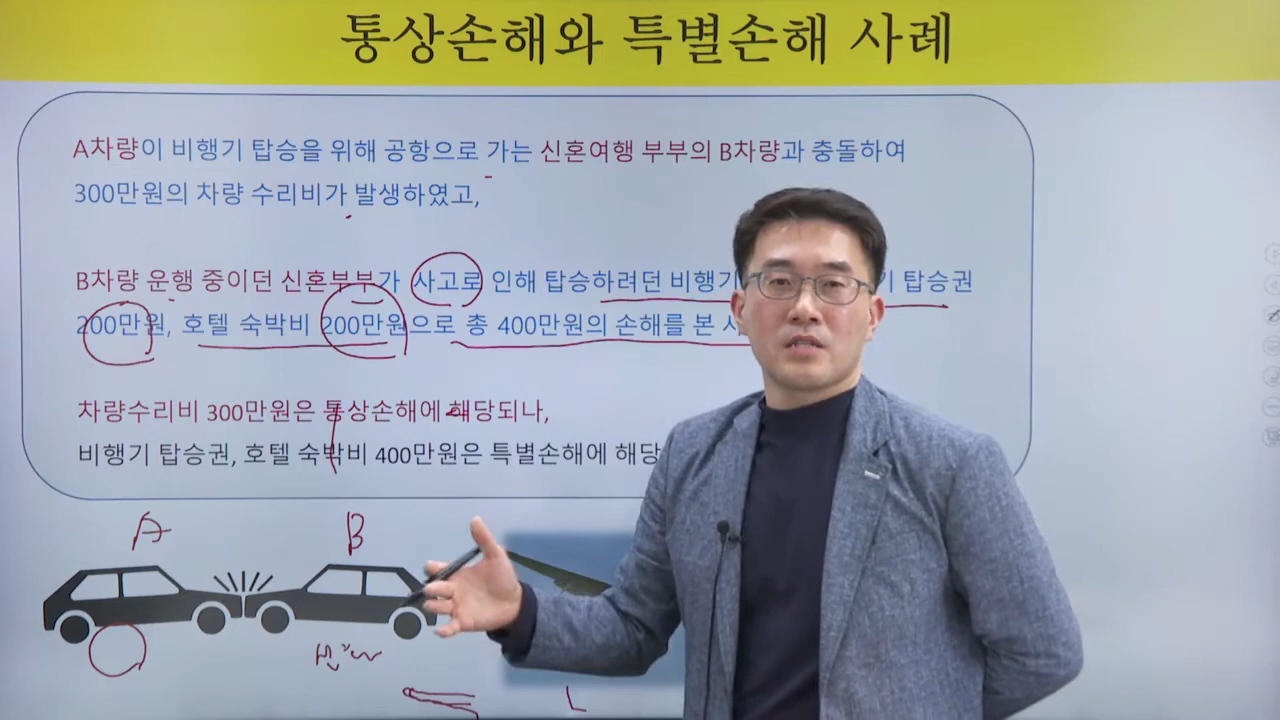 통상손해와 특별손해 사례
A차량이 비행기 탑승을 위해 공항으로 가는 신혼여행 부부의 B차량과 충돌하여
300만원의 차량 수리비가 발생하였고,
B차량 운행 중이던 신혼부부가 사고로 인해 탑승하려던 비행기 탑승권
200만원, 호텔 숙박비 200만원으로 총 400만원의 손해를 본
차량수리비 300만원은 통상손해에 해당되나,
비행기 탑승권, 호텔 숙박비 400만원은 특별손해에 해당
A B